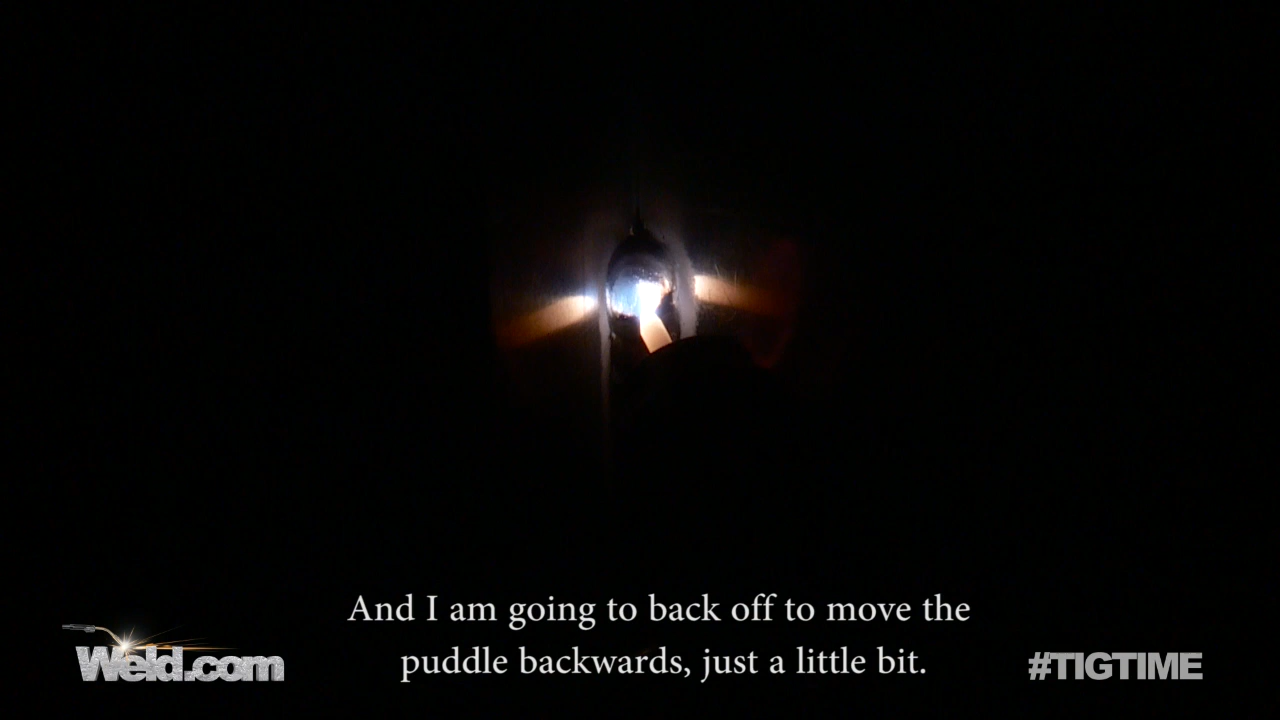 And I am going to back off to move the
puddle backwards, just a little bit.
Weld.com
#TIGTIME